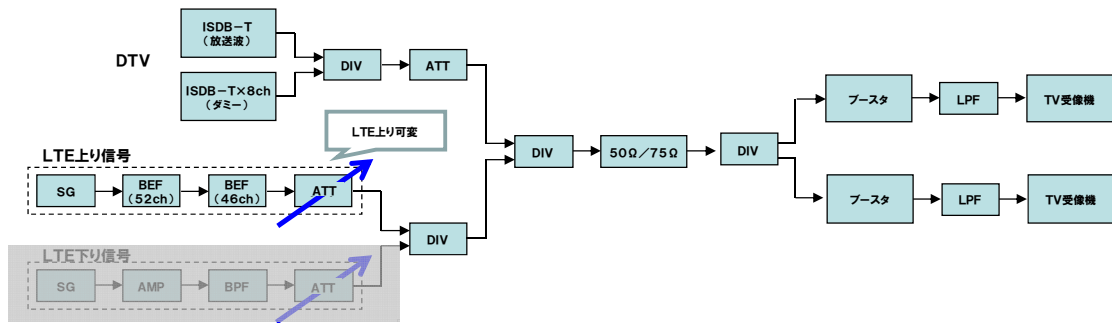 DTV
ISDB-T
（放送波）
ISDB-T×8ch
（ダミー）
DIV
ATT
LTE上り可変
LTE上り信号
SG
BEF
（52ch）
BEF
（46ch）
ATT
LTE下り信号
SG
AMP
BPF
ATT
DIV
DIV
50Ω／75Ω
DIV
ブースタ
LPF
TV受像機
ブースタ
LPF
TV受像機